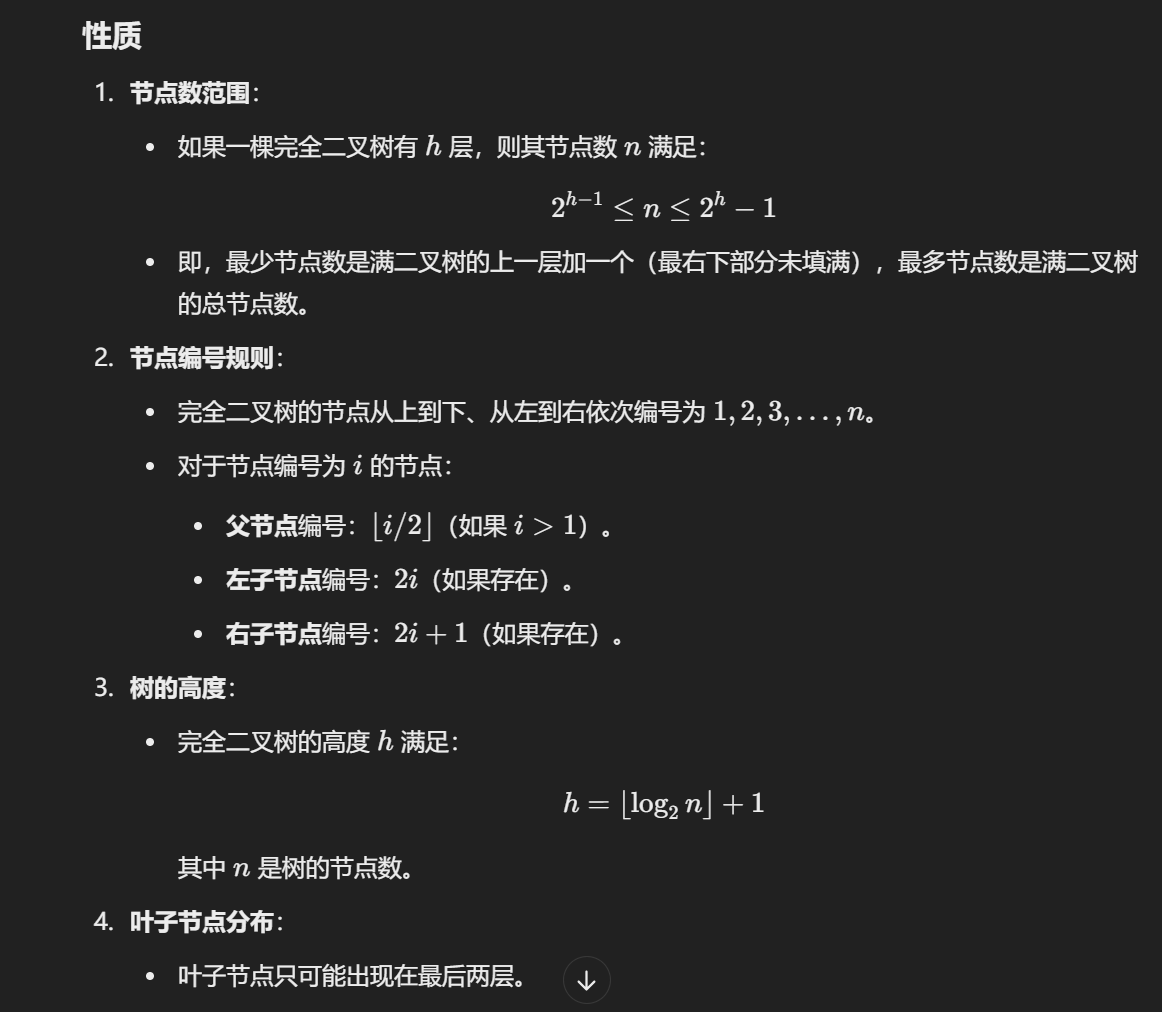 性质
1. 节点数范围：
• 如果一棵完全二叉树有 h 层，则其节点数 n 满足：
2^{h−1} ≤ n ≤ 2^h − 1
• 即，最少节点数是满二叉树的上一层加一个（最右下部分未填满），最多节点数是满二叉树
的总节点数。
2. 节点编号规则：
• 完全二叉树的节点从上到下、从左到右依次编号为 1, 2, 3, . . . , n。
• 对于节点编号为 i 的节点：
• 父节点编号：⌊i/2⌋（如果 i > 1）。
• 左子节点编号：2i（如果存在）。
• 右子节点编号：2i + 1（如果存在）。
3. 树的高度：
• 完全二叉树的高度 h 满足：
h = ⌊log₂ n⌋ + 1
其中 n 是树的节点数。
4. 叶子节点分布：
• 叶子节点只可能出现在最后两层。